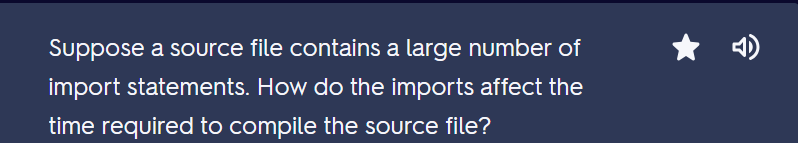 Suppose a source file contains a large number of
import statements. How do the imports affect the
time required to compile the source file?